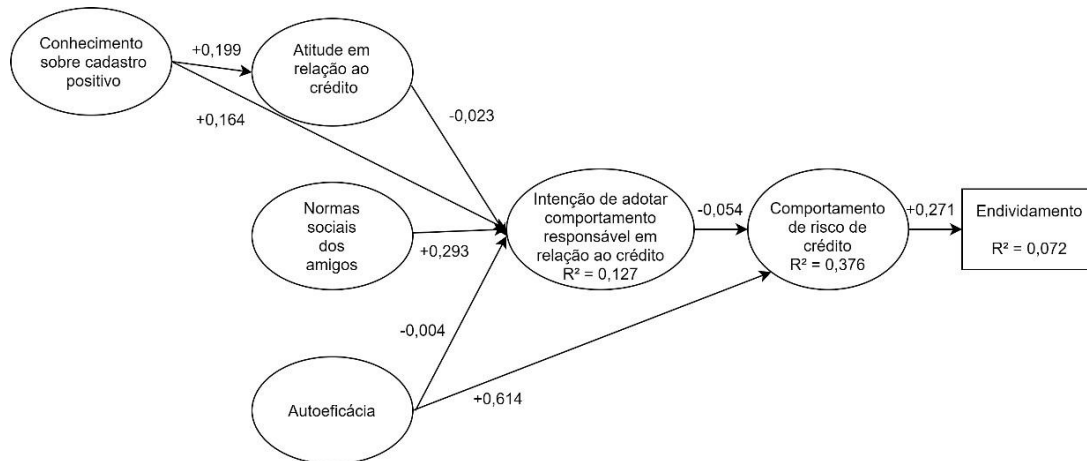 Conhecimento
sobre cadastro
positivo
+0,199
Atitude em
relação ao
crédito
+0,164
-0,023
Normas
sociais
dos
amigos
+0,293
Intenção de adotar
comportamento
responsável em
relação ao crédito
R² = 0,127
-0,054
Comportamento
de risco de
crédito
R² = 0,376
+0,271
Endividamento
R² = 0,072
-0,004
Autoeficácia
+0,614